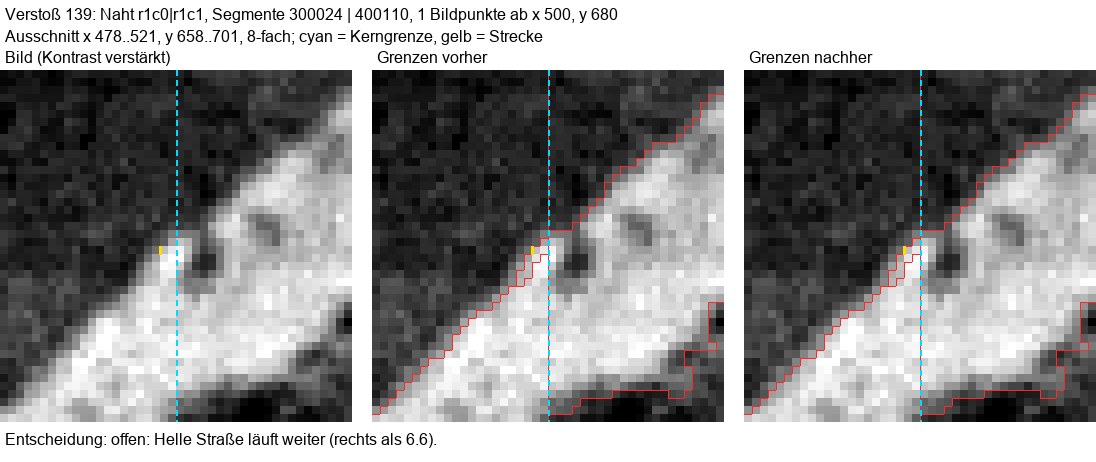 Verstoß 139: Naht r1c0|r1c1, Segmente 300024 | 400110, 1 Bildpunkte ab x 500, y 680
Ausschnitt x 478..521, y 658..701, 8-fach; cyan = Kerngrenze, gelb = Strecke
Bild (Kontrast verstärkt) Grenzen vorher Grenzen nachher
Entscheidung: offen: Helle Straße läuft weiter (rechts als 6.6).